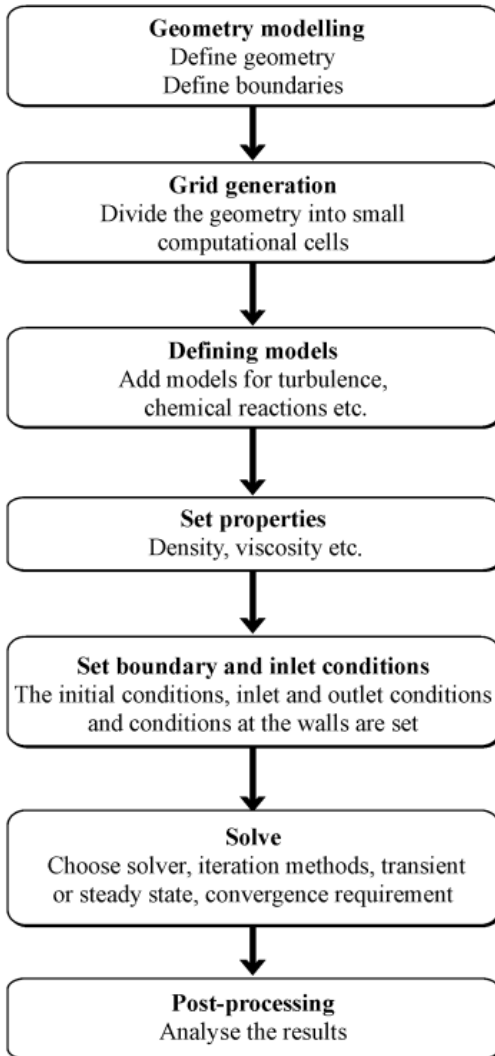 Geometry modelling
Define geometry
Define boundaries
Grid generation
Divide the geometry into small
computational cells
Defining models
Add models for turbulence,
chemical reactions etc.
Set properties
Density, viscosity etc.
Set boundary and inlet conditions
The initial conditions, inlet and outlet conditions
and conditions at the walls are set
Solve
Choose solver, iteration methods, transient
or steady state, convergence requirement
Post-processing
Analyse the results